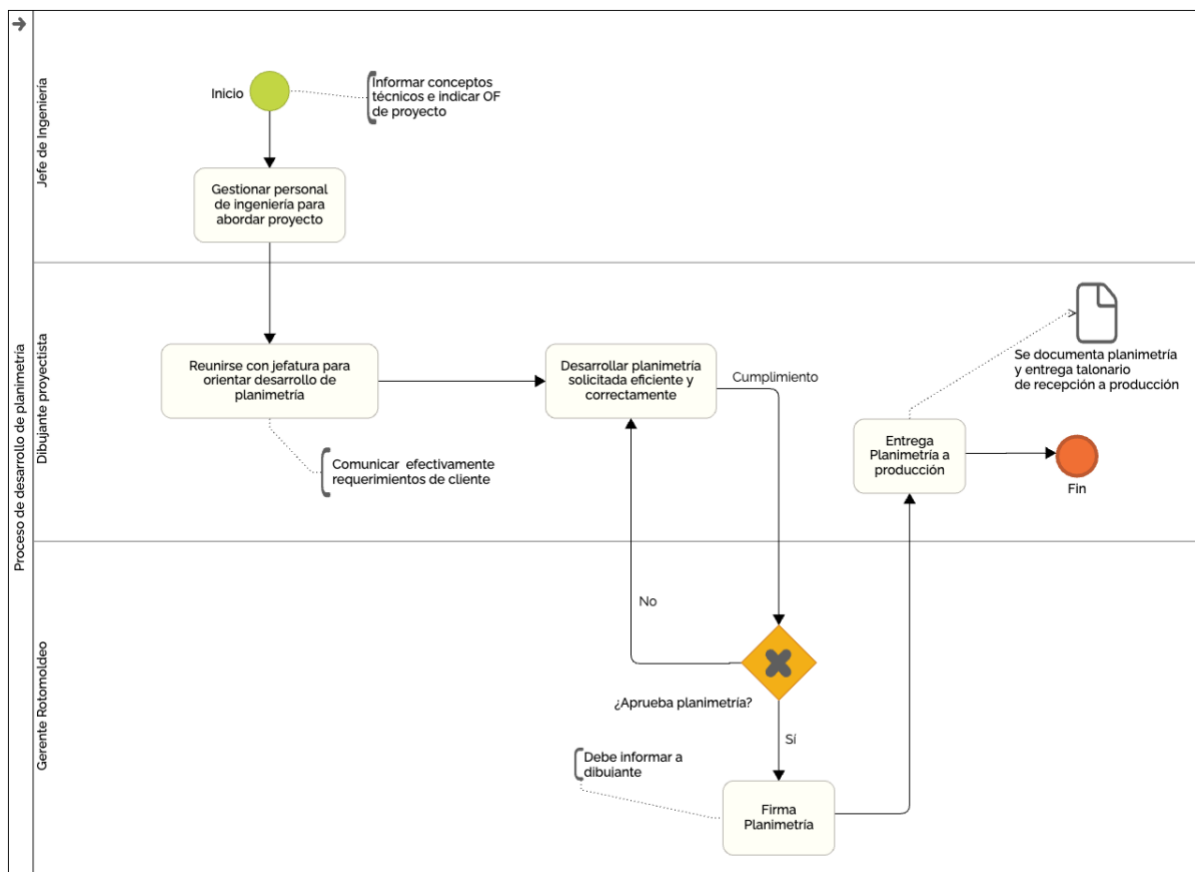 Proceso de desarrollo de planimetría
Jefe de Ingeniería
Inicio
Informar conceptos
técnicos e indicar OF
de proyecto
Gestionar personal
de ingeniería para
abordar proyecto
Dibujante proyectista
Reunirse con jefatura para
orientar desarrollo de
planimetría
Comunicar efectivamente
requerimientos de cliente
Desarrollar planimetría
solicitada eficiente y
correctamente
Cumplimiento
Entrega
Planimetría a
producción
Se documenta planimetría
y entrega talonario
de recepción a producción
Fin
Gerente Rotomoldeo
No
¿Aprueba planimetría?
Sí
Debe informar a
dibujante
Firma
Planimetría